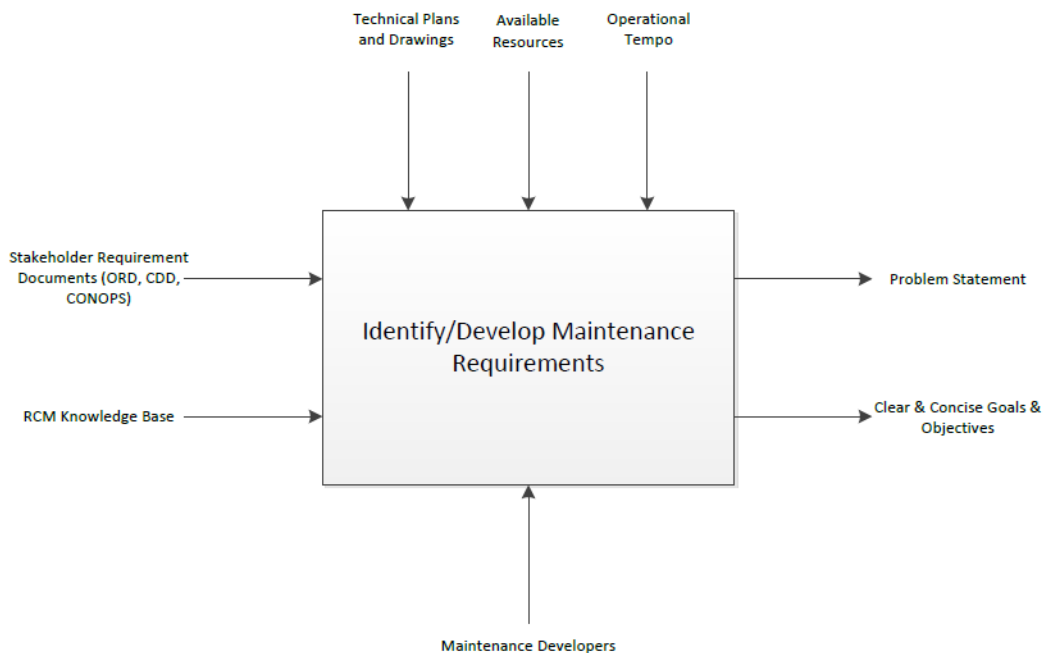 Technical Plans
and Drawings
Available
Resources
Operational
Tempo
Stakeholder Requirement
Documents (ORD, CDD,
CONOPS)
Problem Statement
Identify/Develop Maintenance
Requirements
RCM Knowledge Base
Clear & Concise Goals &
Objectives
Maintenance Developers